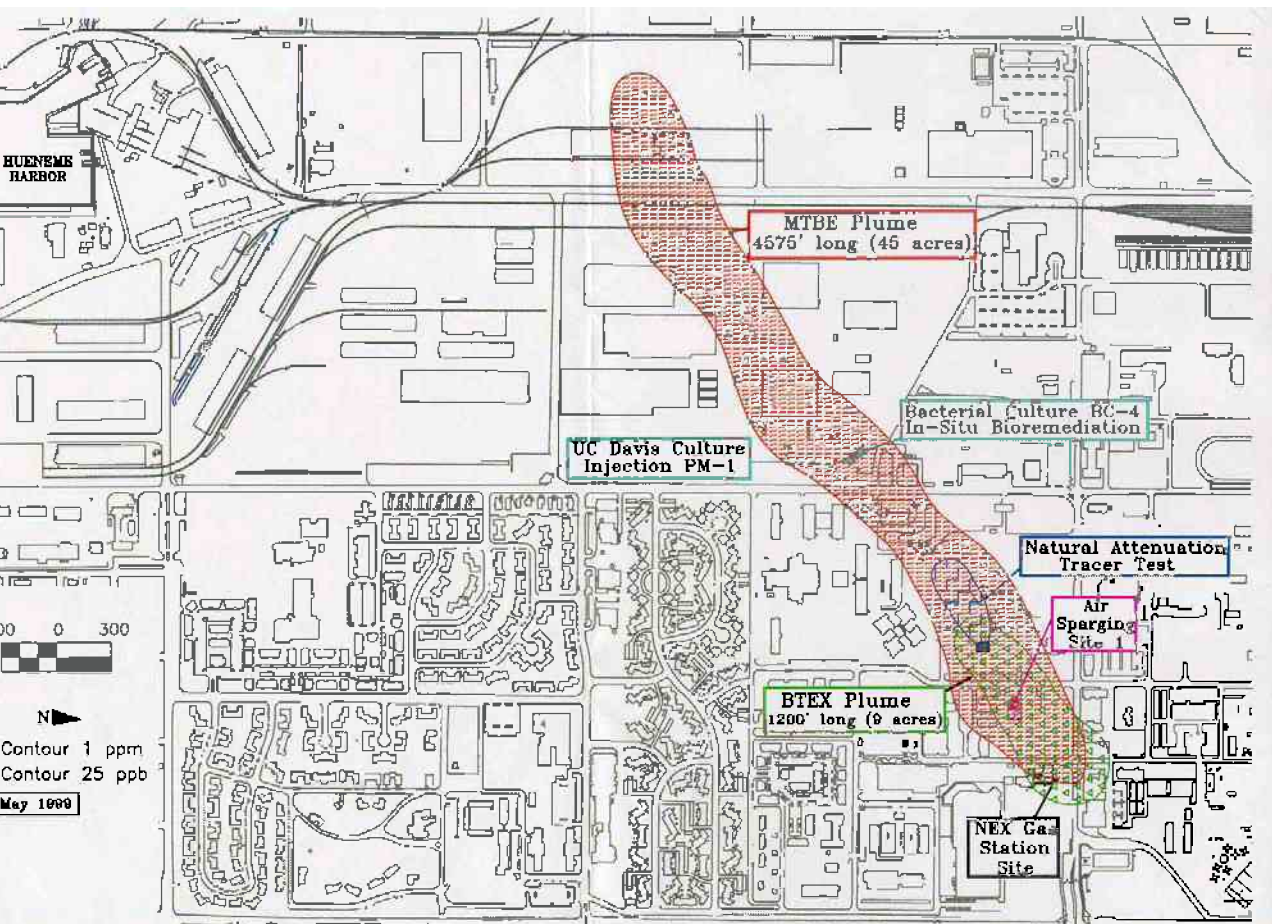 HUENEME
HARBOR
MTBE Plume
4575' long (45 acres)
Bacterial Culture BC-4
In-Situ Bioremediation
UC Davis Culture
Injection PM-1
Natural Attenuation
Tracer Test
Air
Sparging
Site 1
00 0 300
BTEX Plume
1200' long (9 acres)
N
Contour 1 ppm
Contour 25 ppb
May 1999
NEX Gas
Station
Site